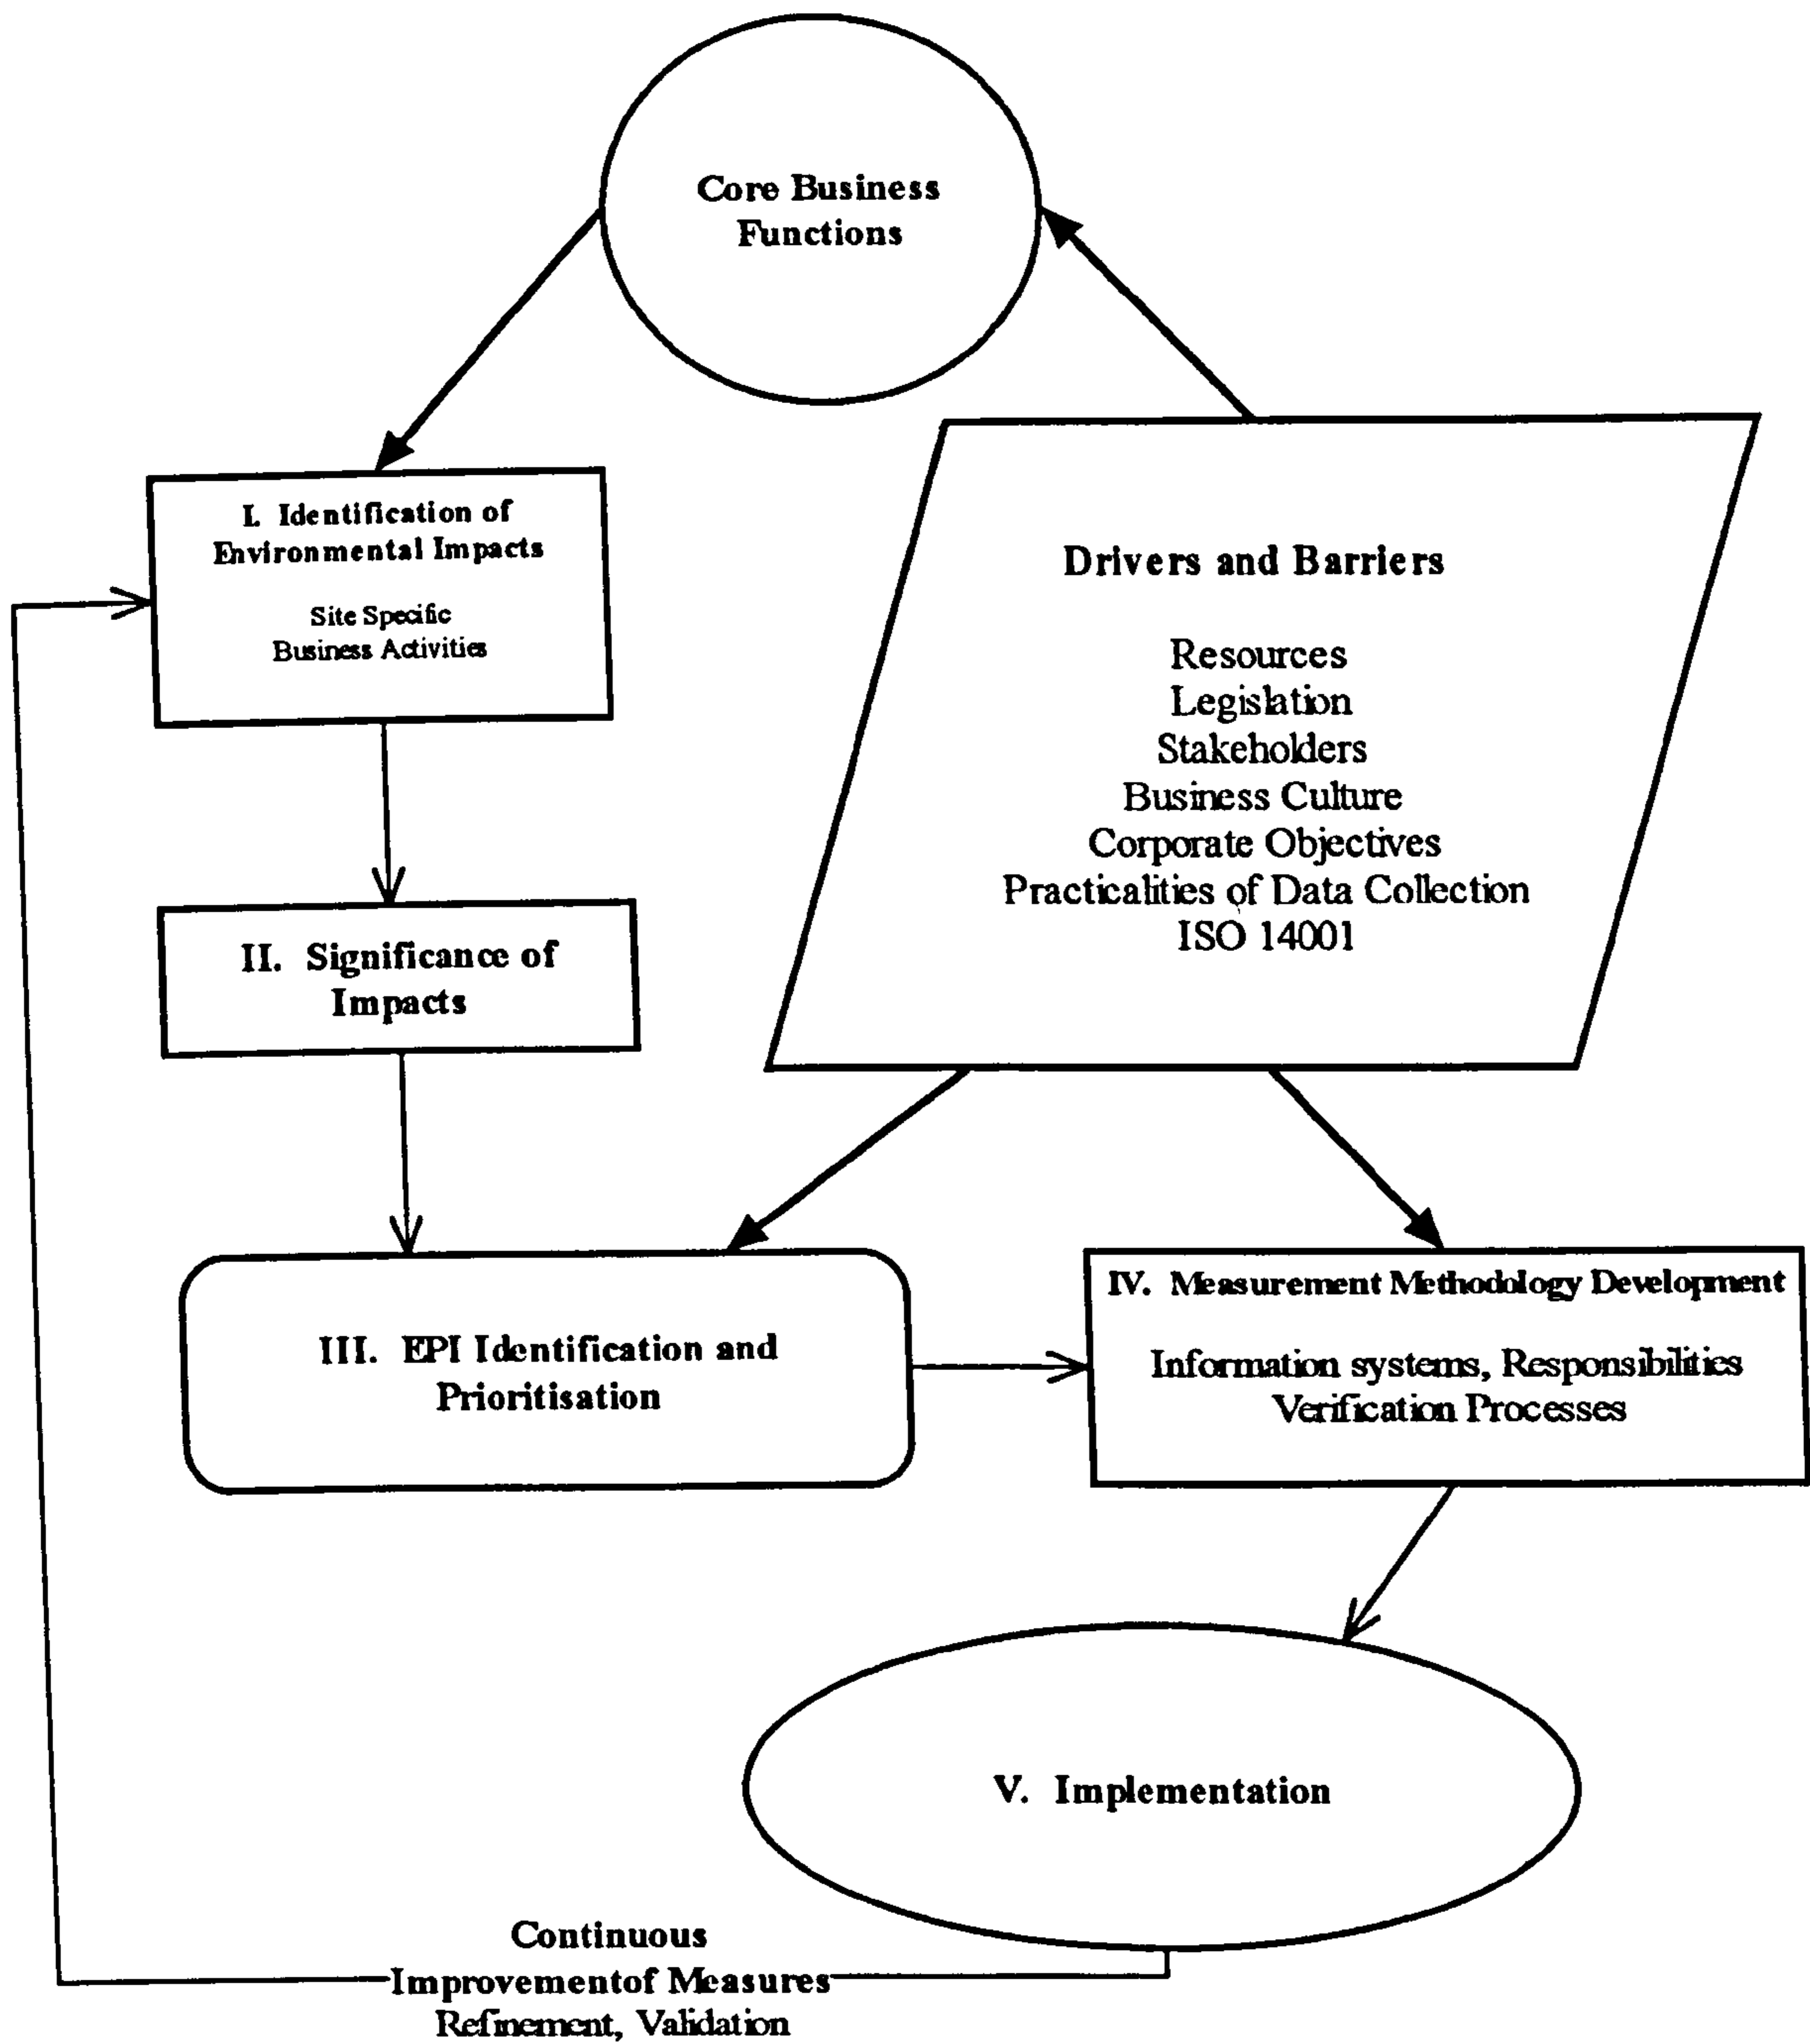 Core Business
Functions
I. Identification of
Environmental Impacts
Site Specific
Business Activities
Drivers and Barriers
Resources
Legislation
Stakeholders
Business Culture
Corporate Objectives
Practicalities of Data Collection
ISO 14001
II. Significance of
Impacts
III. EPI Identification and
Prioritisation
IV. Measurement Methodology Development
Information systems, Responsibilities
Verification Processes
V. Implementation
Continuous
Improvementof Measures
Refinement, Validation